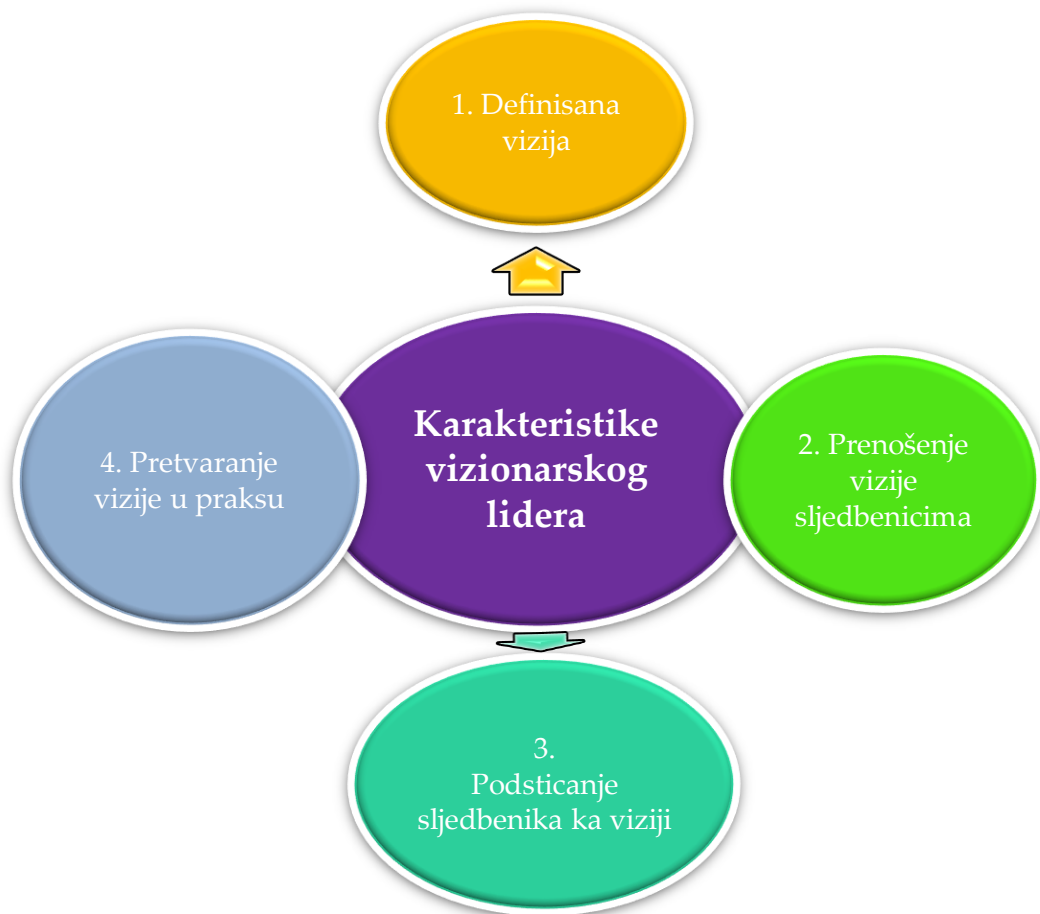 1. Definisana
vizija
Karakteristike
vizionarskog
lidera
2. Prenošenje
vizije
sljedbenicima
3.
Podsticanje
sljedbenika ka viziji
4. Pretvaranje
vizije u praksu